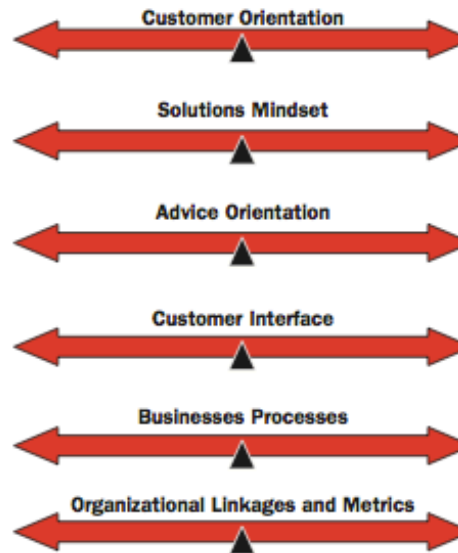 Customer Orientation
Solutions Mindset
Advice Orientation
Customer Interface
Businesses Processes
Organizational Linkages and Metrics